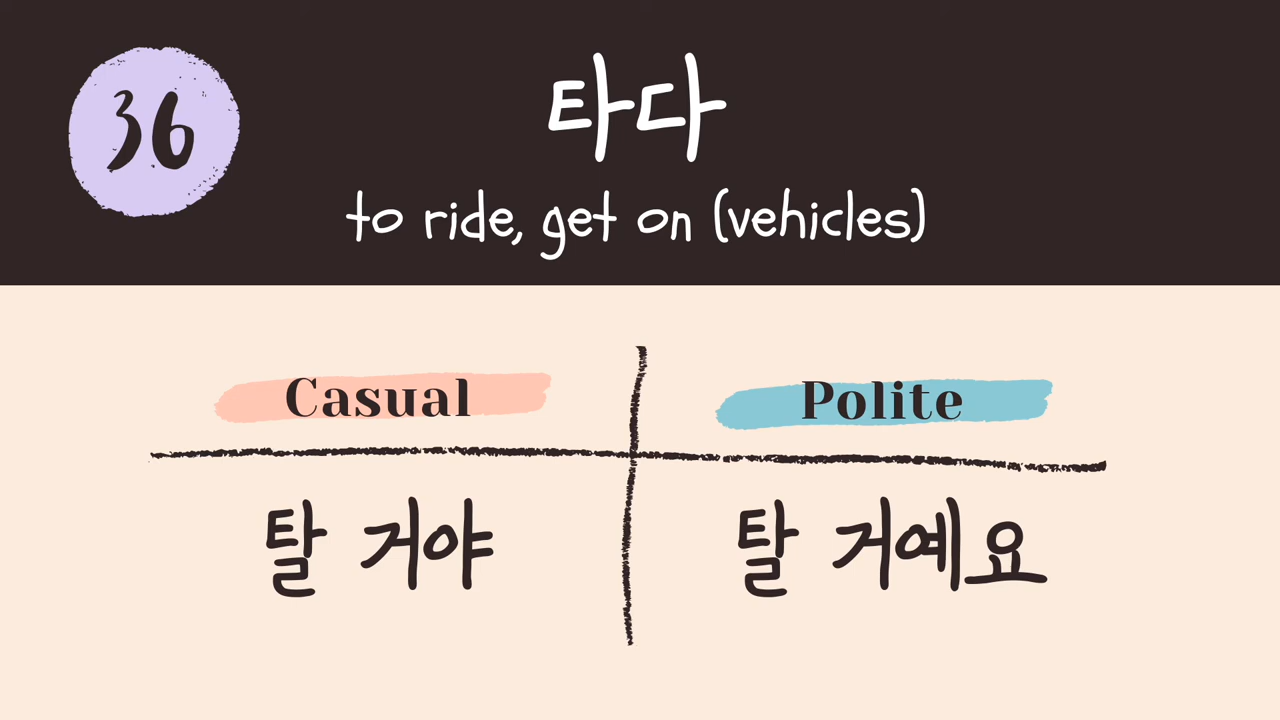 36
타다
to ride, get on (vehicles)
Casual
Polite
탈 거야
탈 거예요